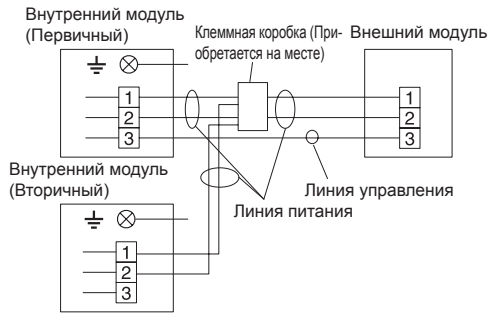 Внутренний модуль
(Первичный)
Клеммная коробка (При-
обретается на месте)
Внешний модуль
1
2
3
1
2
3
Внутренний модуль
(Вторичный)
Линия управления
Линия питания
1
2
3